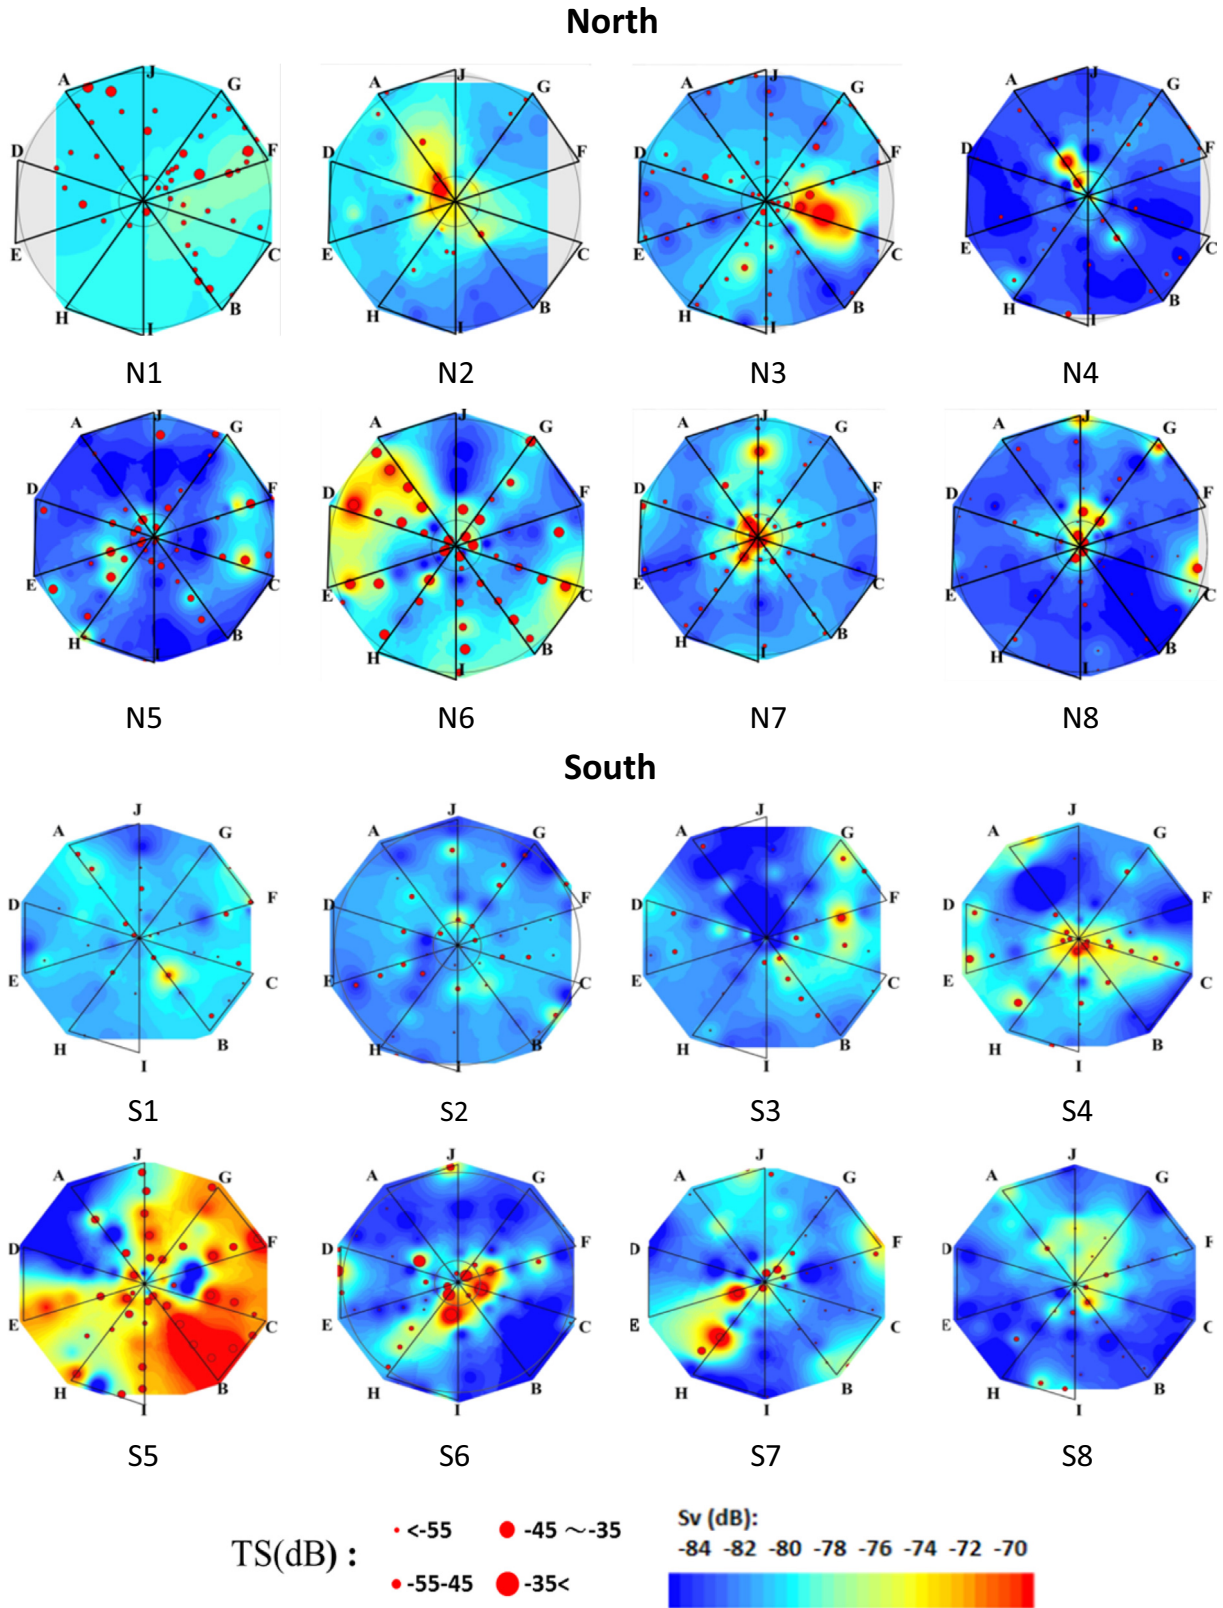 North
J
A
G
D
F
E
C
H
B
I
J
A
G
D
F
E
C
H
B
I
J
A
G
D
F
E
C
H
B
I
J
A
G
D
F
E
C
H
B
I
N1 N2 N3 N4
J
A
G
D
F
E
C
H
B
I
J
A
G
D
F
E
C
H
B
I
J
A
G
D
F
E
C
H
B
I
J
A
G
D
F
E
C
H
B
I
N5 N6 N7 N8
South
J
A
G
D
F
E
C
H
B
I
J
A
G
D
F
E
C
H
B
I
J
A
G
D
F
E
C
H
B
I
J
A
G
D
F
E
C
H
B
I
S1 S2 S3 S4
J
A
G
D
F
E
C
H
B
I
J
A
G
D
F
E
C
H
B
I
J
A
G
D
F
E
C
H
B
I
J
A
G
D
F
E
C
H
B
I
S5 S6 S7 S8
TS(dB) :
<-55 -45 ~-35
-55-45 -35<
Sv (dB):
-84 -82 -80 -78 -76 -74 -72 -70